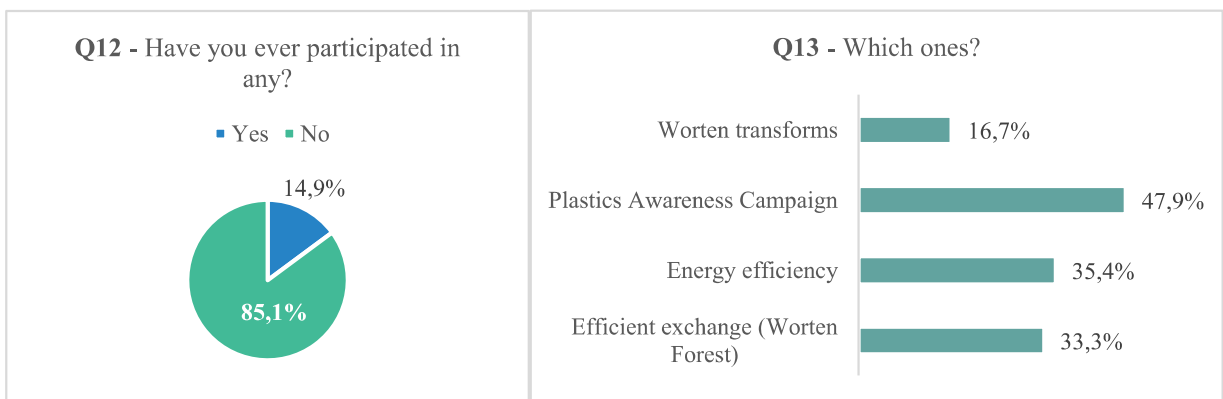 Q12 - Have you ever participated in
any?
Yes No
14,9%
85,1%
Q13 - Which ones?
Worten transforms 16,7%
Plastics Awareness Campaign 47,9%
Energy efficiency 35,4%
Efficient exchange (Worten
Forest) 33,3%